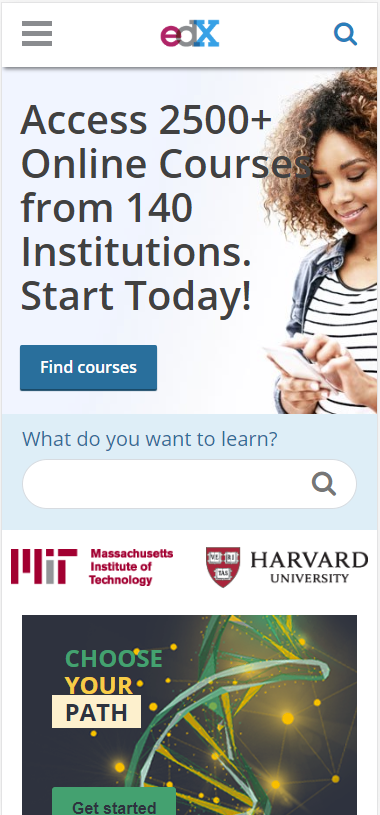 edX
Access 2500+
Online Courses
from 140
Institutions.
Start Today!
Find courses
What do you want to learn?
MIT
Massachusetts
Institute of
Technology
VE RI
TAS
HARVARD
UNIVERSITY
CHOOSE
YOUR
PATH
Get started